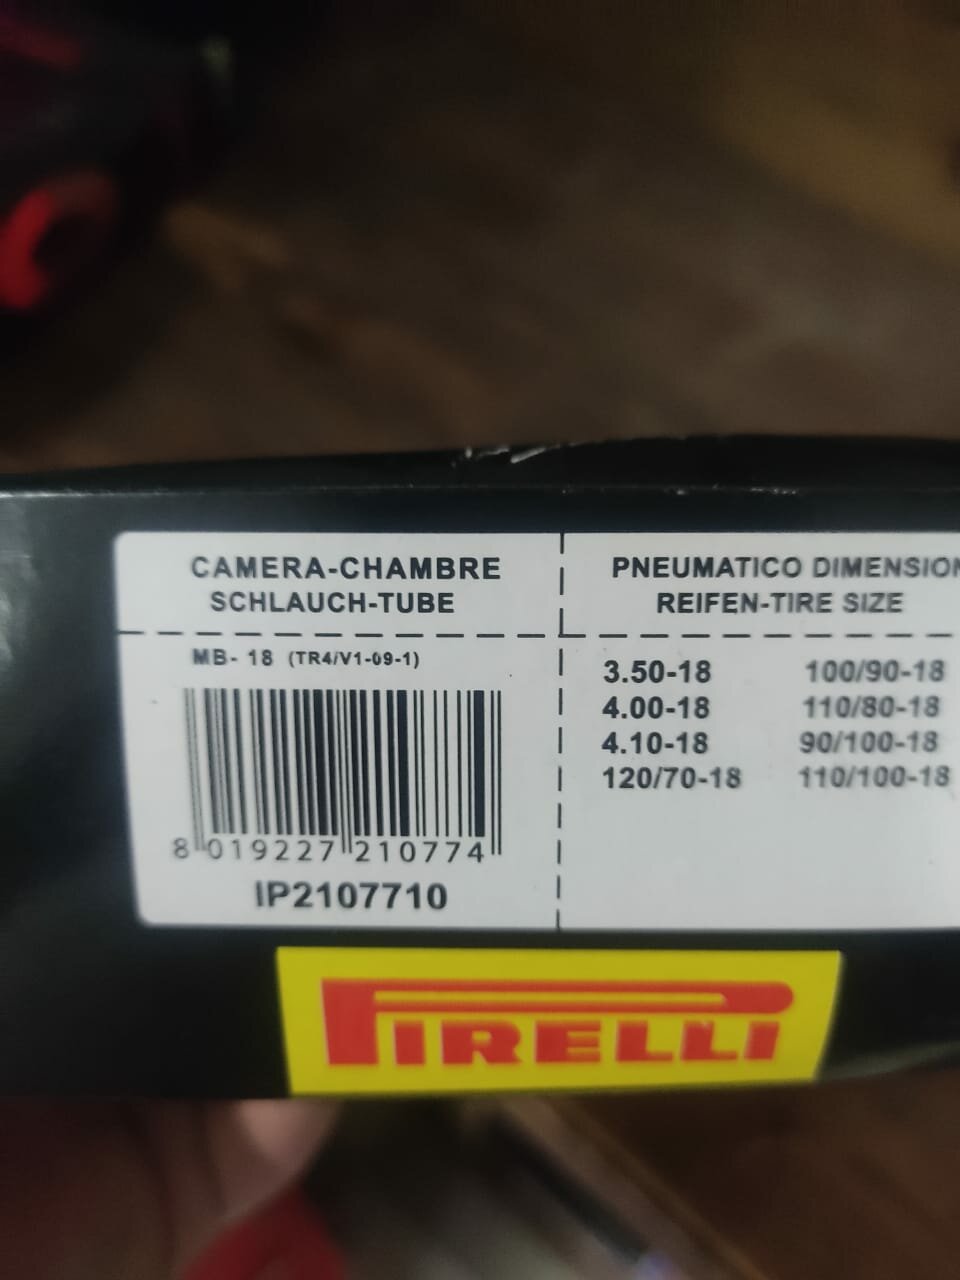 CAMERA-CHAMBRE
SCHLAUCH-TUBE
MB- 18 (TR4/V1-09-1)
8 019227 210774
IP2107710
PNEUMATICO DIMENSION
REIFEN-TIRE SIZE
3.50-18 100/90-18
4.00-18 110/80-18
4.10-18 90/100-18
120/70-18 110/100-18
PIRELLI